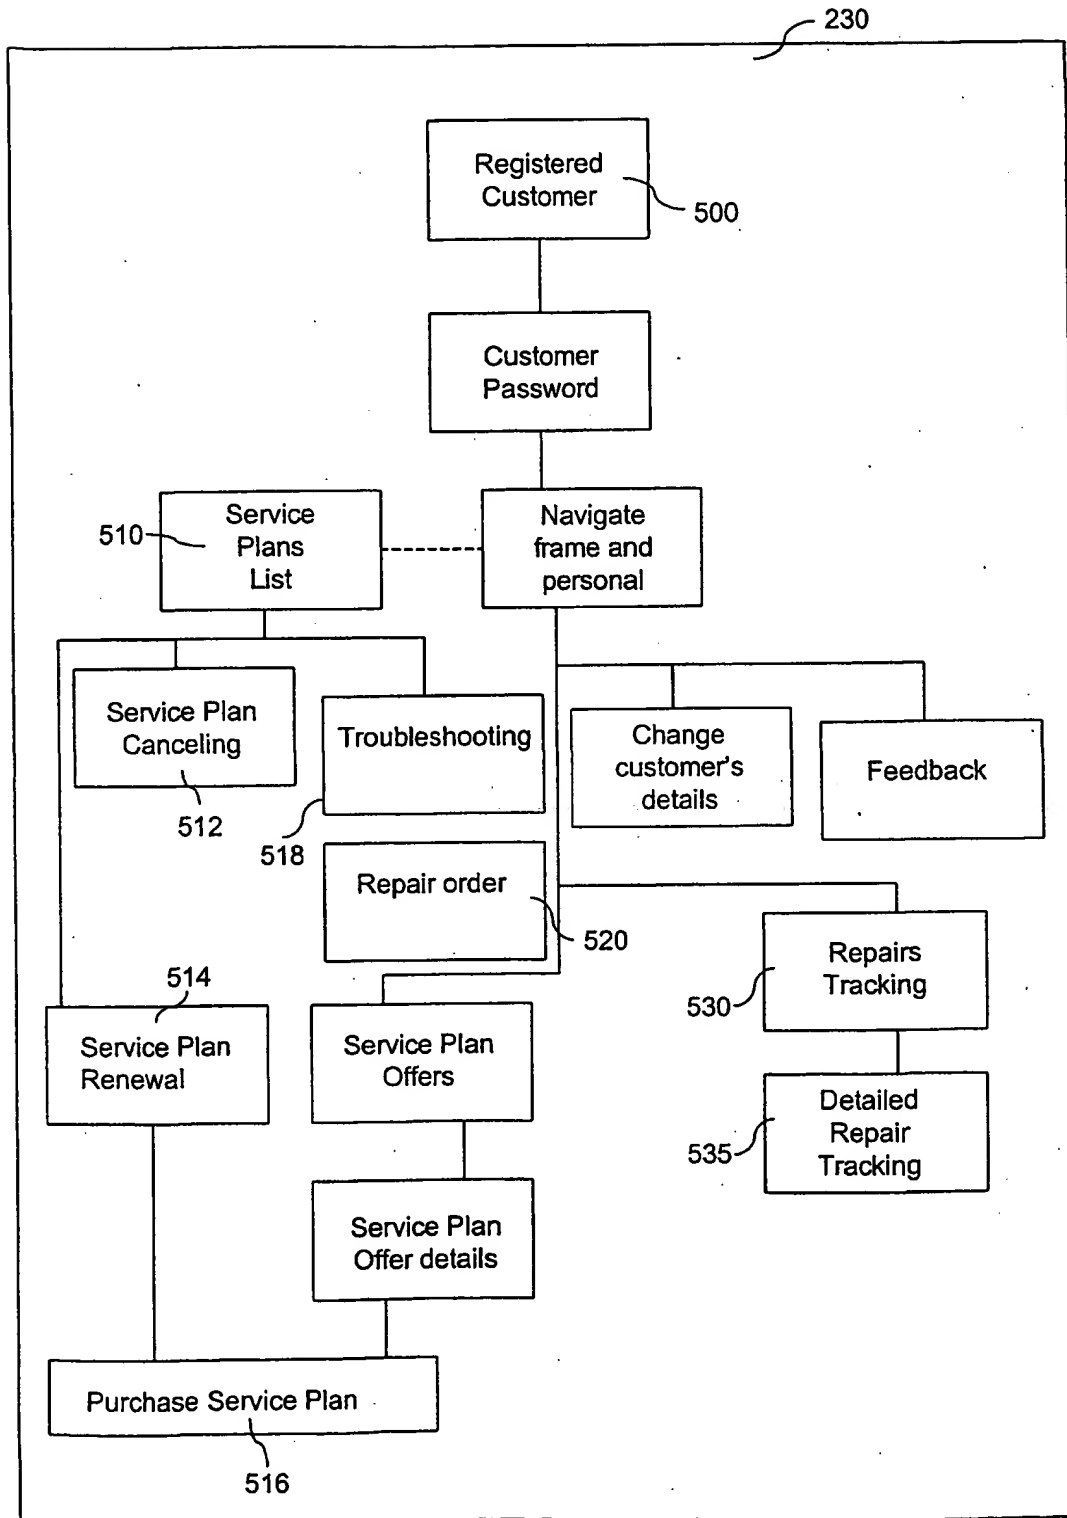 230
Registered
Customer
500
Customer
Password
510
Service
Plans
List
Navigate
frame and
personal
Service Plan
Canceling
512
Troubleshooting
518
Change
customer's
details
Feedback
Repair order
520
514
Service Plan
Renewal
Service Plan
Offers
530
Repairs
Tracking
535
Detailed
Repair
Tracking
Service Plan
Offer details
Purchase Service Plan
516